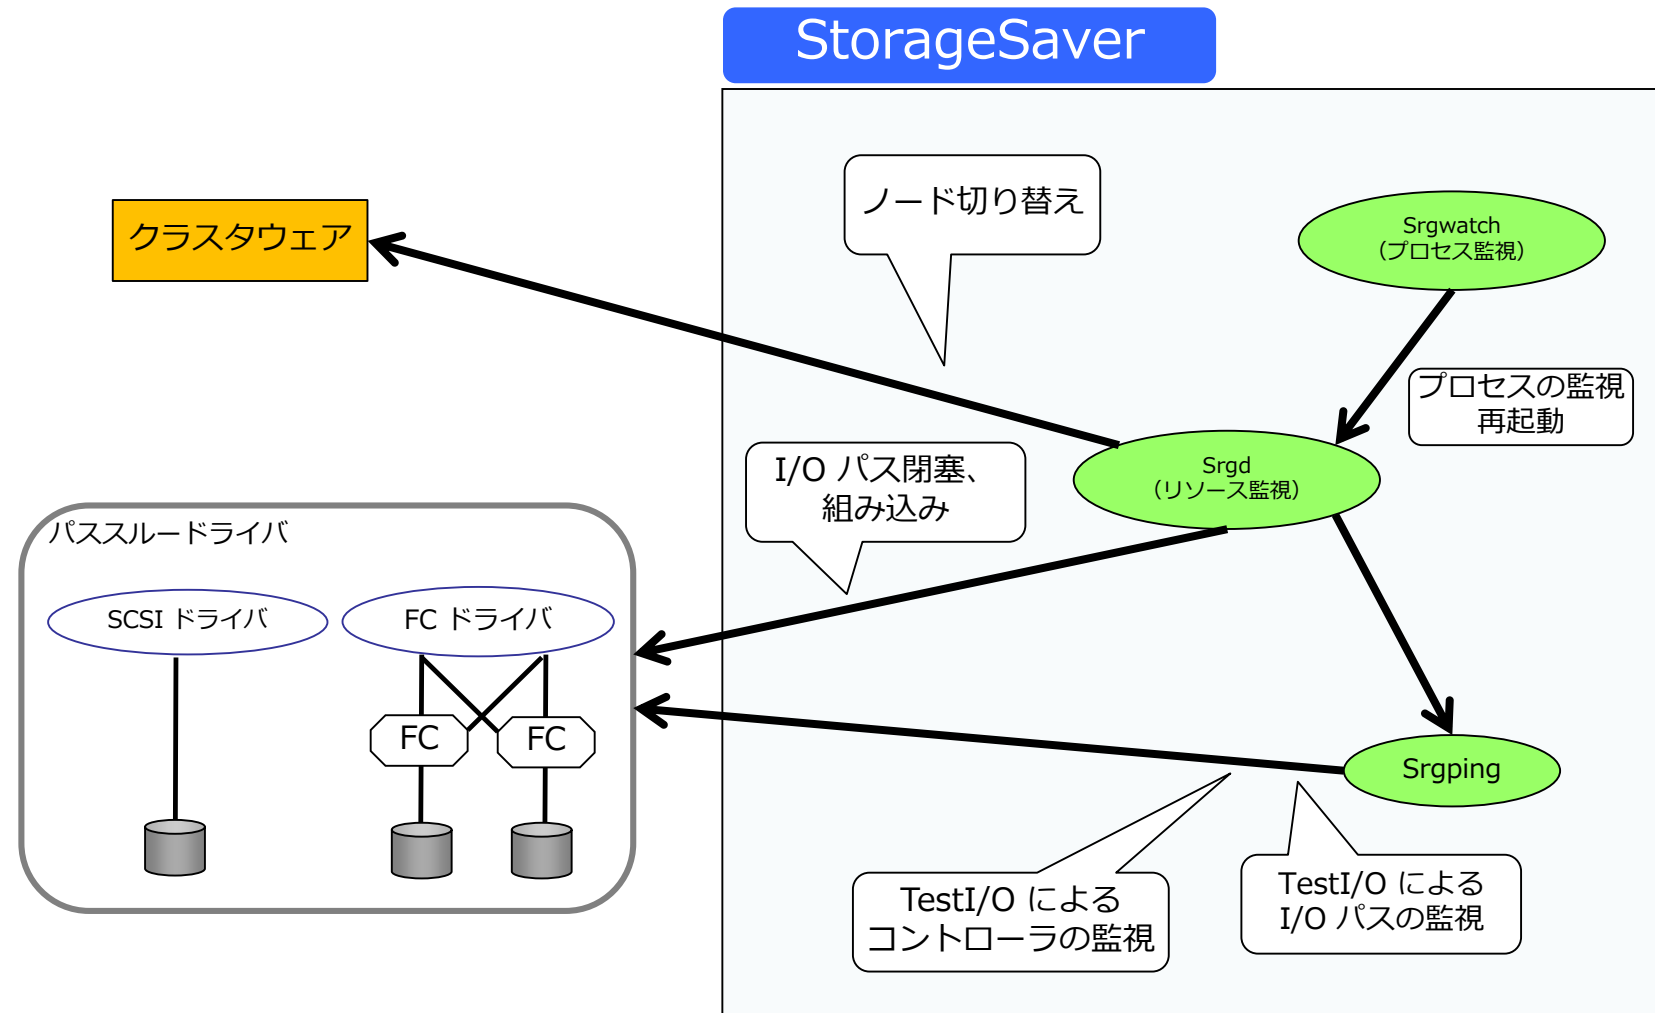 StorageSaver
ノード切り替え
Srgwatch
（プロセス監視）
クラスタウェア
プロセスの監視
再起動
I/O パス閉塞、
組み込み
Srgd
（リソース監視）
パススルードライバ
SCSI ドライバ
FC ドライバ
FC
FC
Srgping
TestI/O による
コントローラの監視
TestI/O による
I/O パスの監視